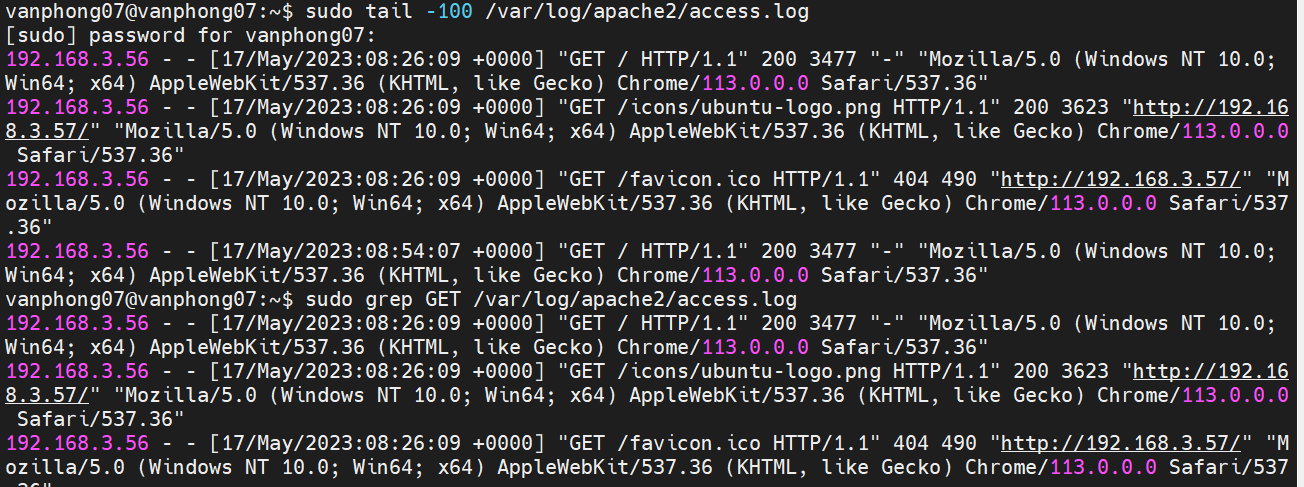 vanphong07@vanphong07:~$ sudo tail -100 /var/log/apache2/access.log
[sudo] password for vanphong07:
192.168.3.56 - - [17/May/2023:08:26:09 +0000] "GET / HTTP/1.1" 200 3477 "-" "Mozilla/5.0 (Windows NT 10.0;
Win64; x64) AppleWebKit/537.36 (KHTML, like Gecko) Chrome/113.0.0.0 Safari/537.36"
192.168.3.56 - - [17/May/2023:08:26:09 +0000] "GET /icons/ubuntu-logo.png HTTP/1.1" 200 3623 "http://192.16
8.3.57/" "Mozilla/5.0 (Windows NT 10.0; Win64; x64) AppleWebKit/537.36 (KHTML, like Gecko) Chrome/113.0.0.0
 Safari/537.36"
192.168.3.56 - - [17/May/2023:08:26:09 +0000] "GET /favicon.ico HTTP/1.1" 404 490 "http://192.168.3.57/" "M
ozilla/5.0 (Windows NT 10.0; Win64; x64) AppleWebKit/537.36 (KHTML, like Gecko) Chrome/113.0.0.0 Safari/537
.36"
192.168.3.56 - - [17/May/2023:08:54:07 +0000] "GET / HTTP/1.1" 200 3477 "-" "Mozilla/5.0 (Windows NT 10.0;
Win64; x64) AppleWebKit/537.36 (KHTML, like Gecko) Chrome/113.0.0.0 Safari/537.36"
vanphong07@vanphong07:~$ sudo grep GET /var/log/apache2/access.log
192.168.3.56 - - [17/May/2023:08:26:09 +0000] "GET / HTTP/1.1" 200 3477 "-" "Mozilla/5.0 (Windows NT 10.0;
Win64; x64) AppleWebKit/537.36 (KHTML, like Gecko) Chrome/113.0.0.0 Safari/537.36"
192.168.3.56 - - [17/May/2023:08:26:09 +0000] "GET /icons/ubuntu-logo.png HTTP/1.1" 200 3623 "http://192.16
8.3.57/" "Mozilla/5.0 (Windows NT 10.0; Win64; x64) AppleWebKit/537.36 (KHTML, like Gecko) Chrome/113.0.0.0
 Safari/537.36"
192.168.3.56 - - [17/May/2023:08:26:09 +0000] "GET /favicon.ico HTTP/1.1" 404 490 "http://192.168.3.57/" "M
ozilla/5.0 (Windows NT 10.0; Win64; x64) AppleWebKit/537.36 (KHTML, like Gecko) Chrome/113.0.0.0 Safari/537